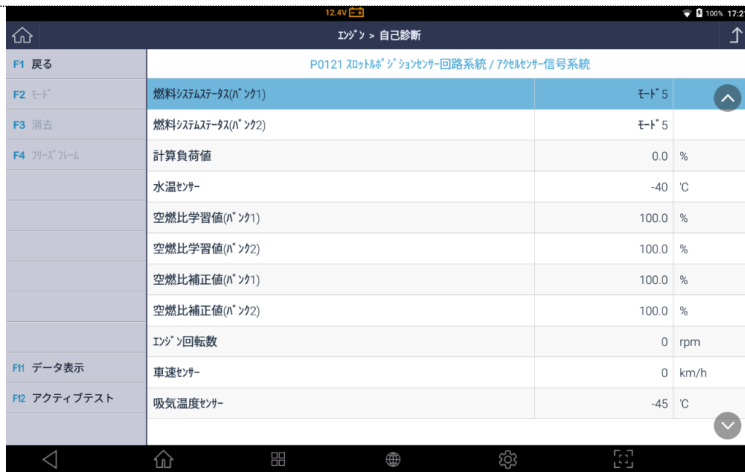 12.4V
100% 17:2
エンジン > 自己診断
F1 戻る
P0121 スロットルポジションセンサー回路系統 / アクセルセンサー信号系統
F2 モード
燃料システムステータス(バンク1) モード5
F3 消去
燃料システムステータス(バンク2) モード5
F4 フリーズフレーム
計算負荷値 0.0 %
水温センサー -40 ℃
空燃比学習値(バンク1) 100.0 %
空燃比学習値(バンク2) 100.0 %
空燃比補正値(バンク1) 100.0 %
空燃比補正値(バンク2) 100.0 %
エンジン回転数 0 rpm
F11 データ表示
車速センサー 0 km/h
F12 アクティブテスト
吸気温度センサー -45 ℃